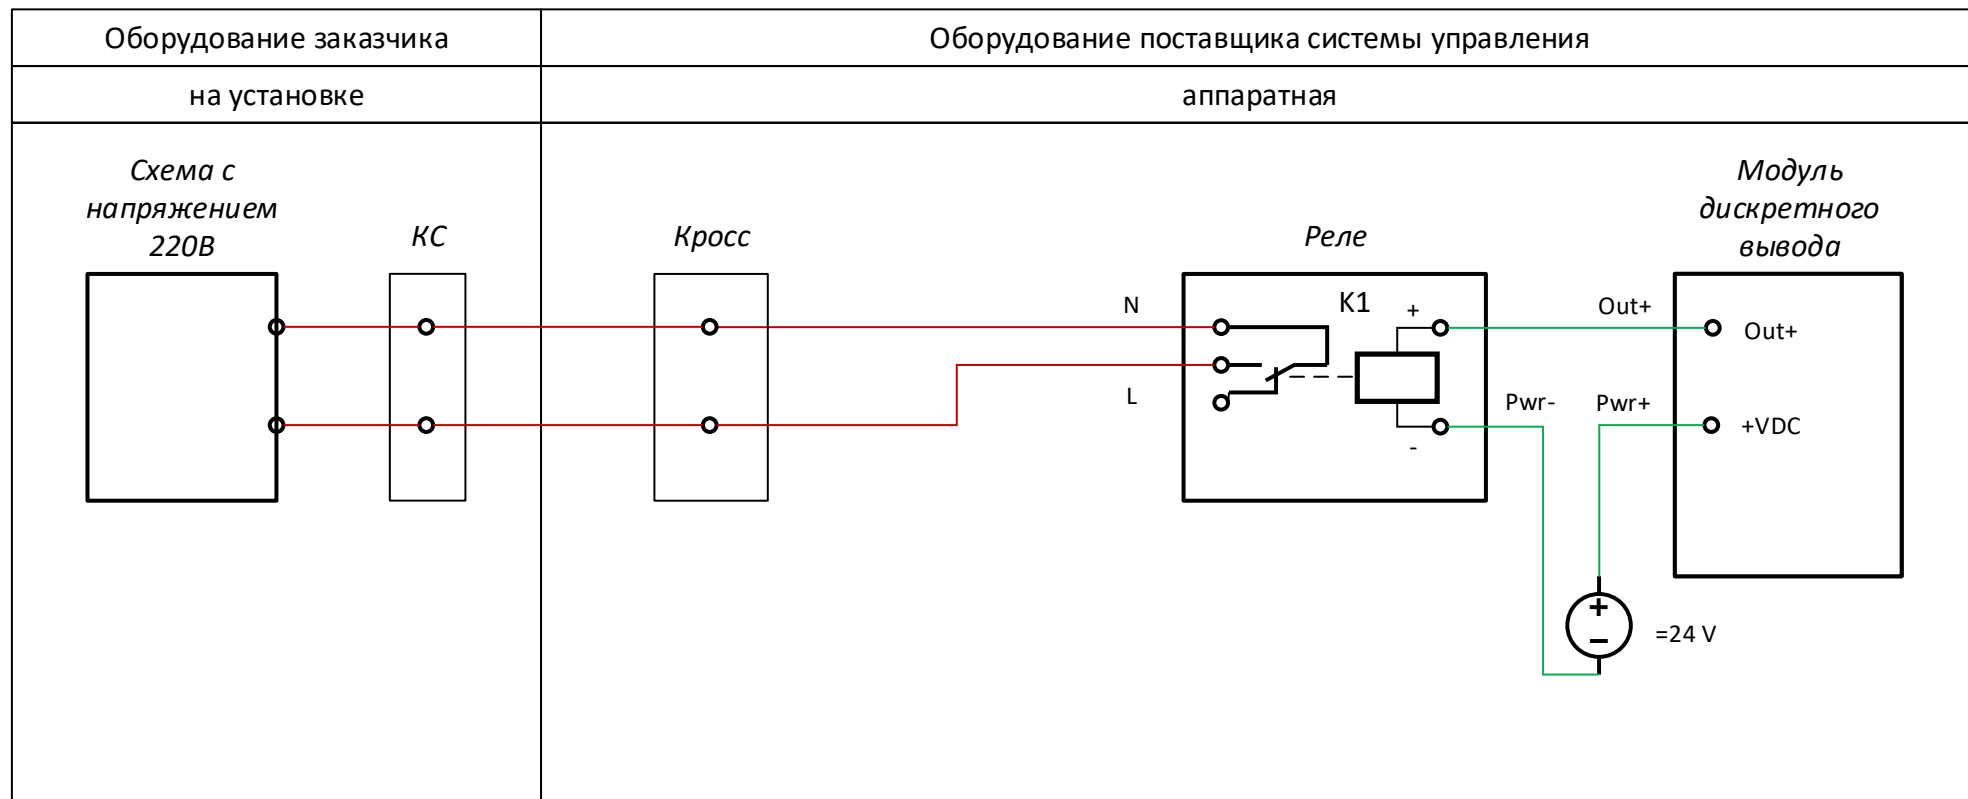 Оборудование заказчика
Оборудование поставщика системы управления
на установке
аппаратная
Схема с
напряжением
220В
КС
Кросс
Реле
Модуль
дискретного
вывода
N
L
K1
+
-
Out+
Out+
Pwr-
Pwr+
+VDC
=24 V